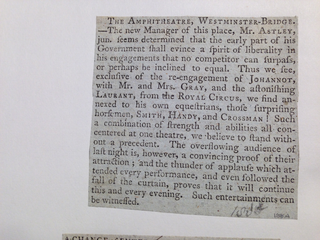 THE AMPHITHEATRE, WESTMINSTER-BRIDGE.
—The new Manager of this place, Mr. ASTLEY,
jun. seems determined that the early part of his
Government shall evince a spirit of liberality in
his engagements that no competitor can surpass,
or perhaps be inclined to equal. Thus we see,
exclusive of the re-engagement of JOHANNOT,
with Mr. and Mrs. GRAY, and the astonishing
LAURANT, from the ROYAL CIRCUS, we find an-
nexed to his own equestrians, those surprising
horsemen, SMITH, HANDY, and CROSSMAN! Such
a combination of strength and abilities all con-
centered at one theatre, we believe to stand with-
out a precedent. The overflowing audience of
last night is, however, a convincing proof of their
attraction; and the thunder of applause which at-
tended every performance, and even followed the
fall of the curtain, proves that it will continue
this and every evening. Such entertainments can
be witnessed.
A CHANGE